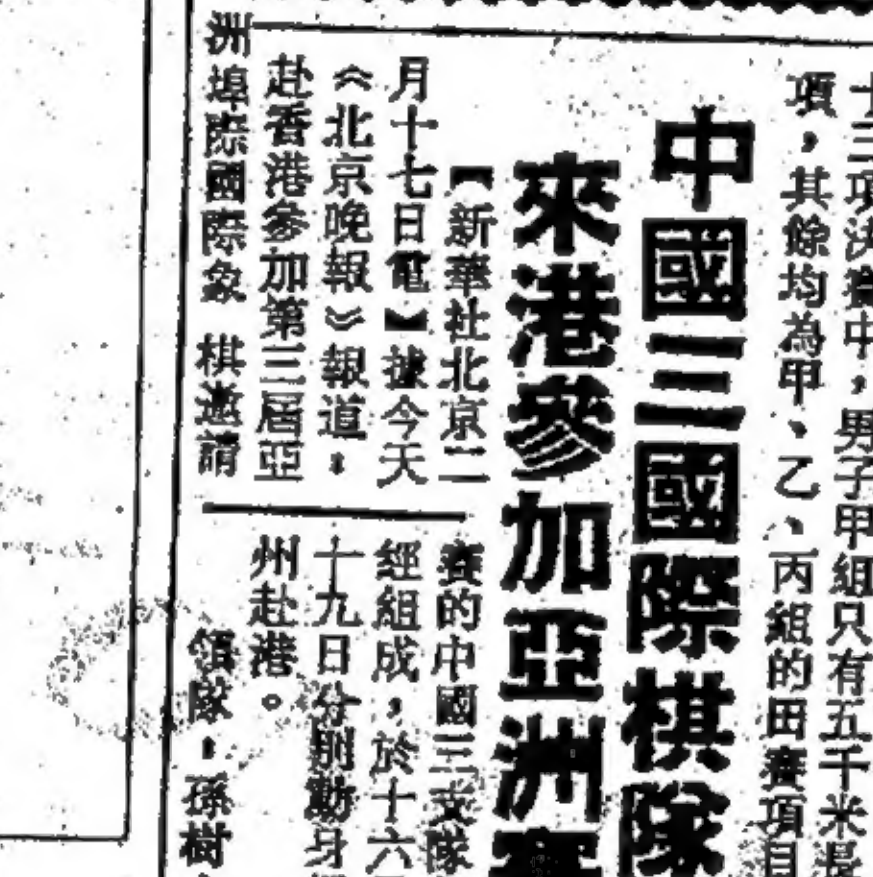 十三項決賽中，男子甲組只有五千米長
項，其餘均為甲、乙、丙組的田賽項目
中國三國際棋隊
來港參加亞洲賽
【新華社北京二
月十七日電】據今天
《北京晚報》報道，
赴香港參加第三屆亞
洲埠際國際象棋邀請
賽的中國三支隊
經組成，於十六
十九日分別動身
州赴港。
領隊，孫樹